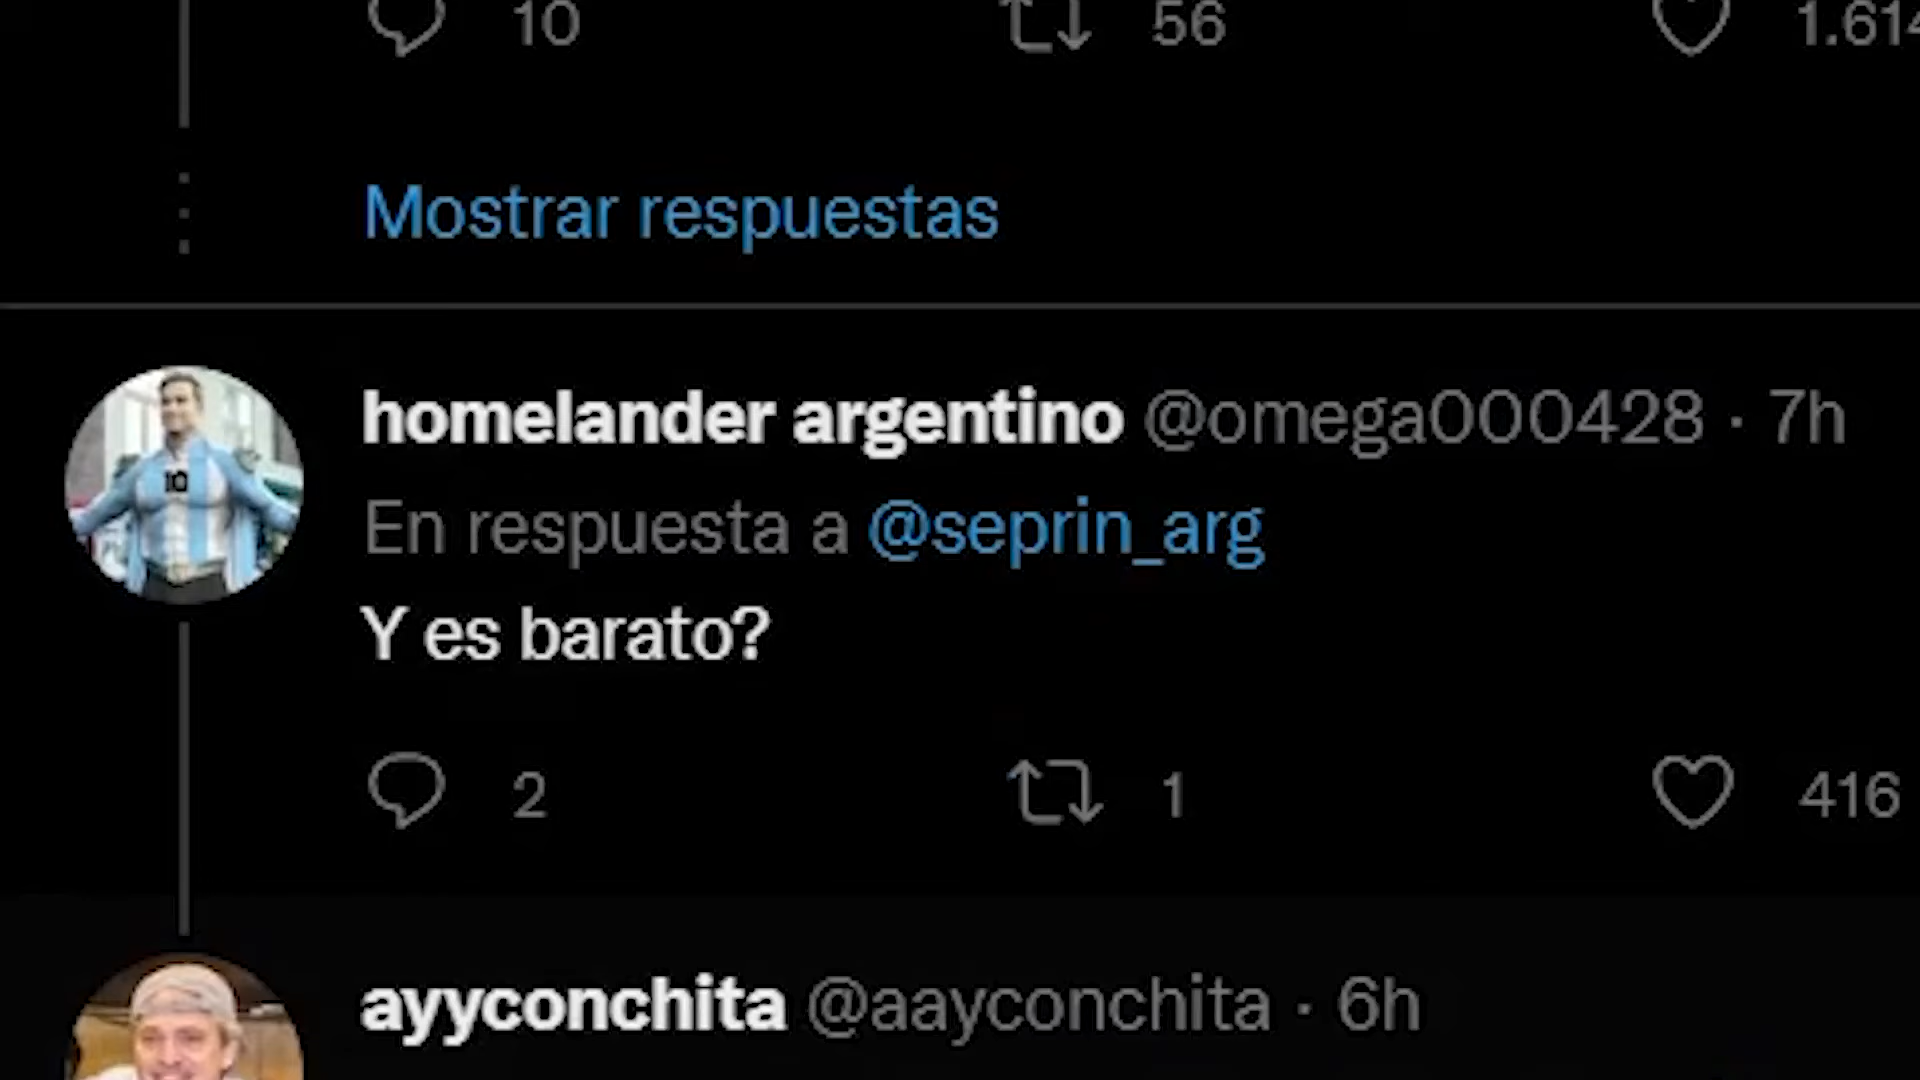 10 56 1.614
Mostrar respuestas
homelander argentino @omega000428 · 7h
En respuesta a @seprin_arg
Y es barato?
2 1 416
ayyconchita @aayconchita · 6h
10